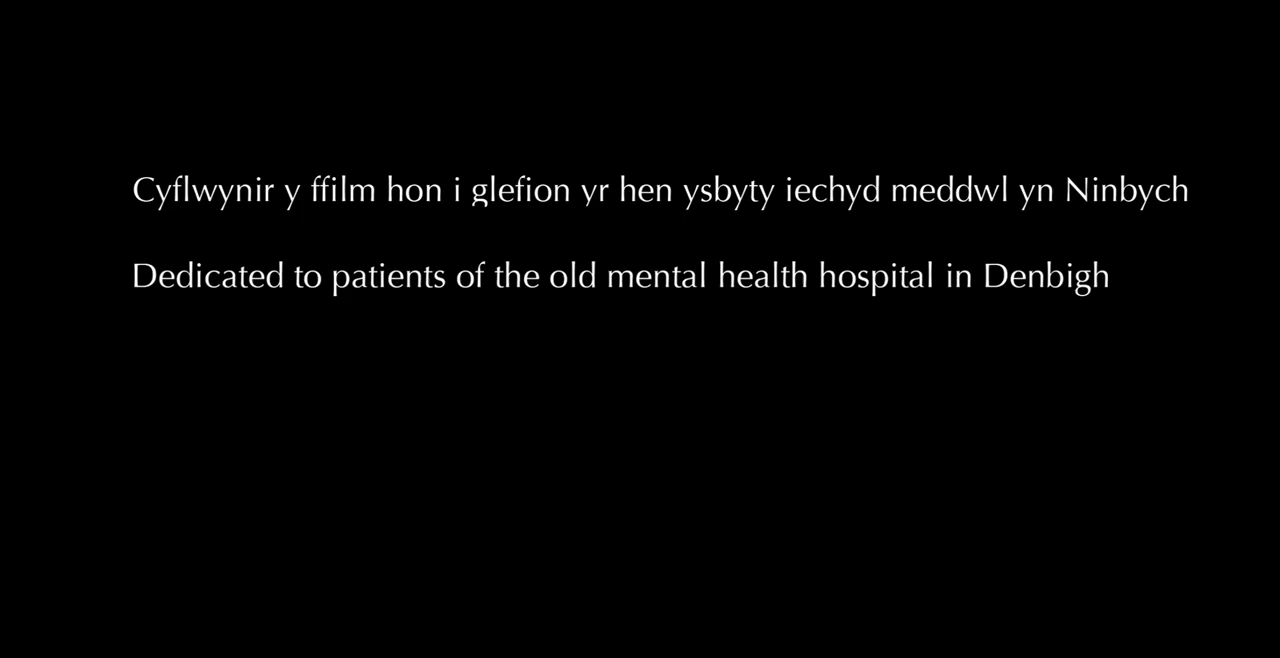 Cyflwynir y ffilm hon i glefion yr hen ysbyty iechyd meddwl yn Ninbych
Dedicated to patients of the old mental health hospital in Denbigh